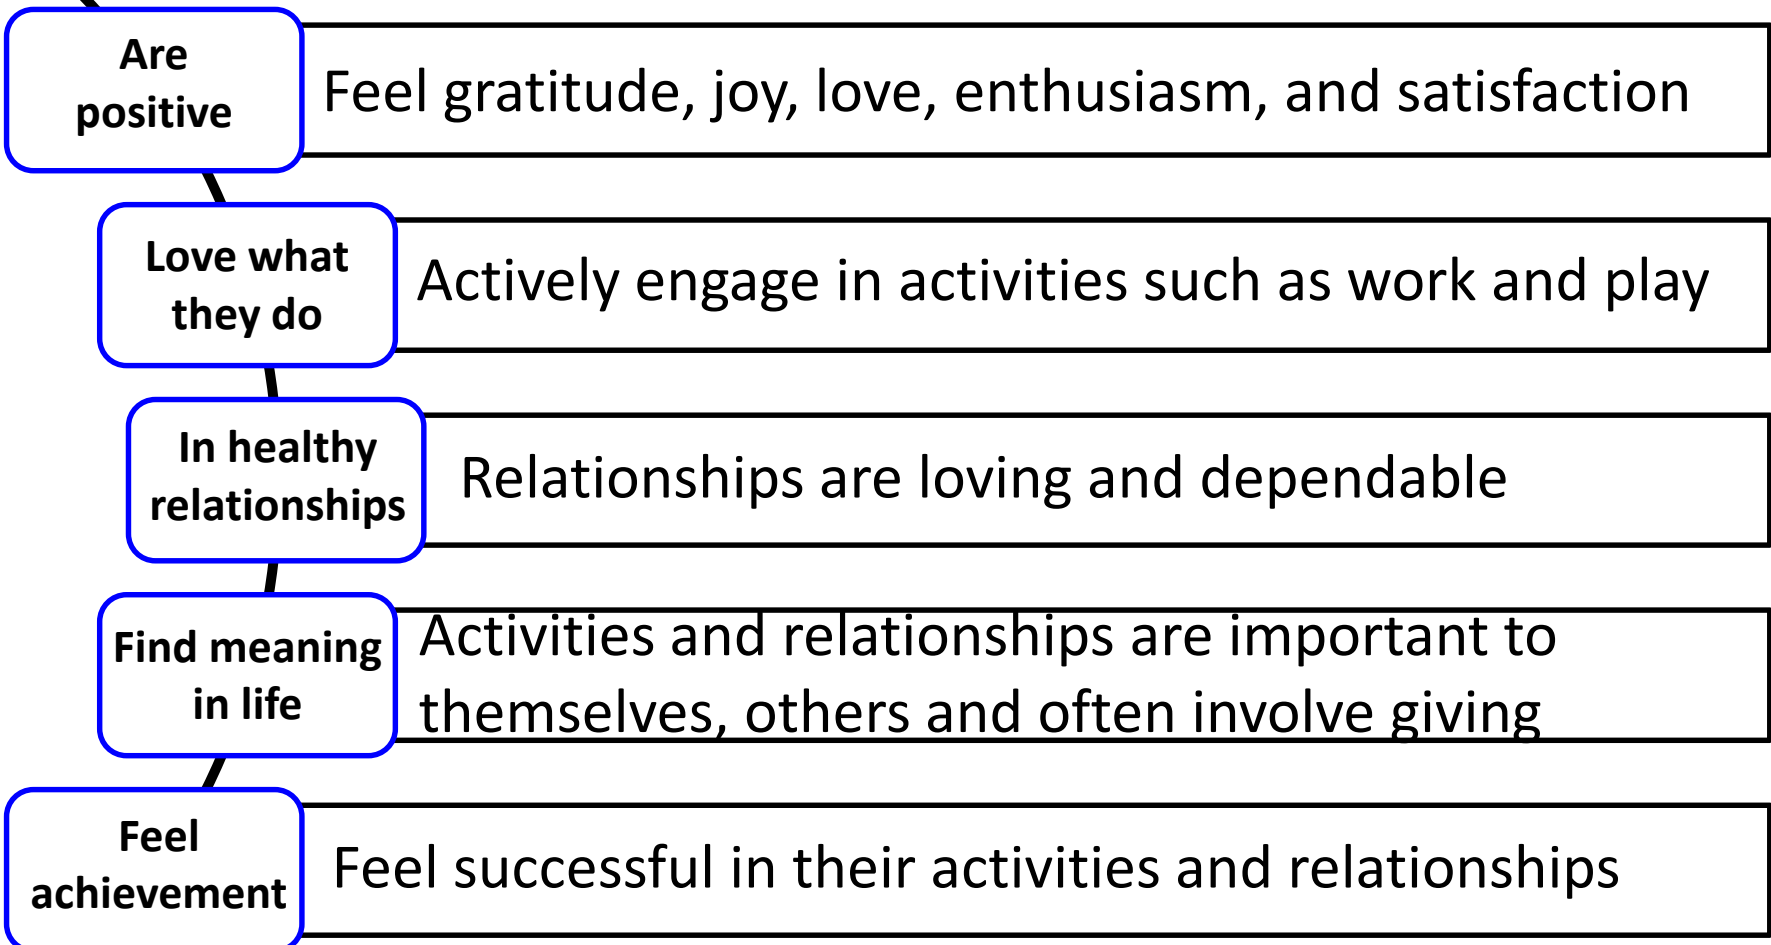 Are
positive
Feel gratitude, joy, love, enthusiasm, and satisfaction
Love what
they do
Actively engage in activities such as work and play
In healthy
relationships
Relationships are loving and dependable
Find meaning
in life
Activities and relationships are important to
themselves, others and often involve giving
Feel
achievement
Feel successful in their activities and relationships